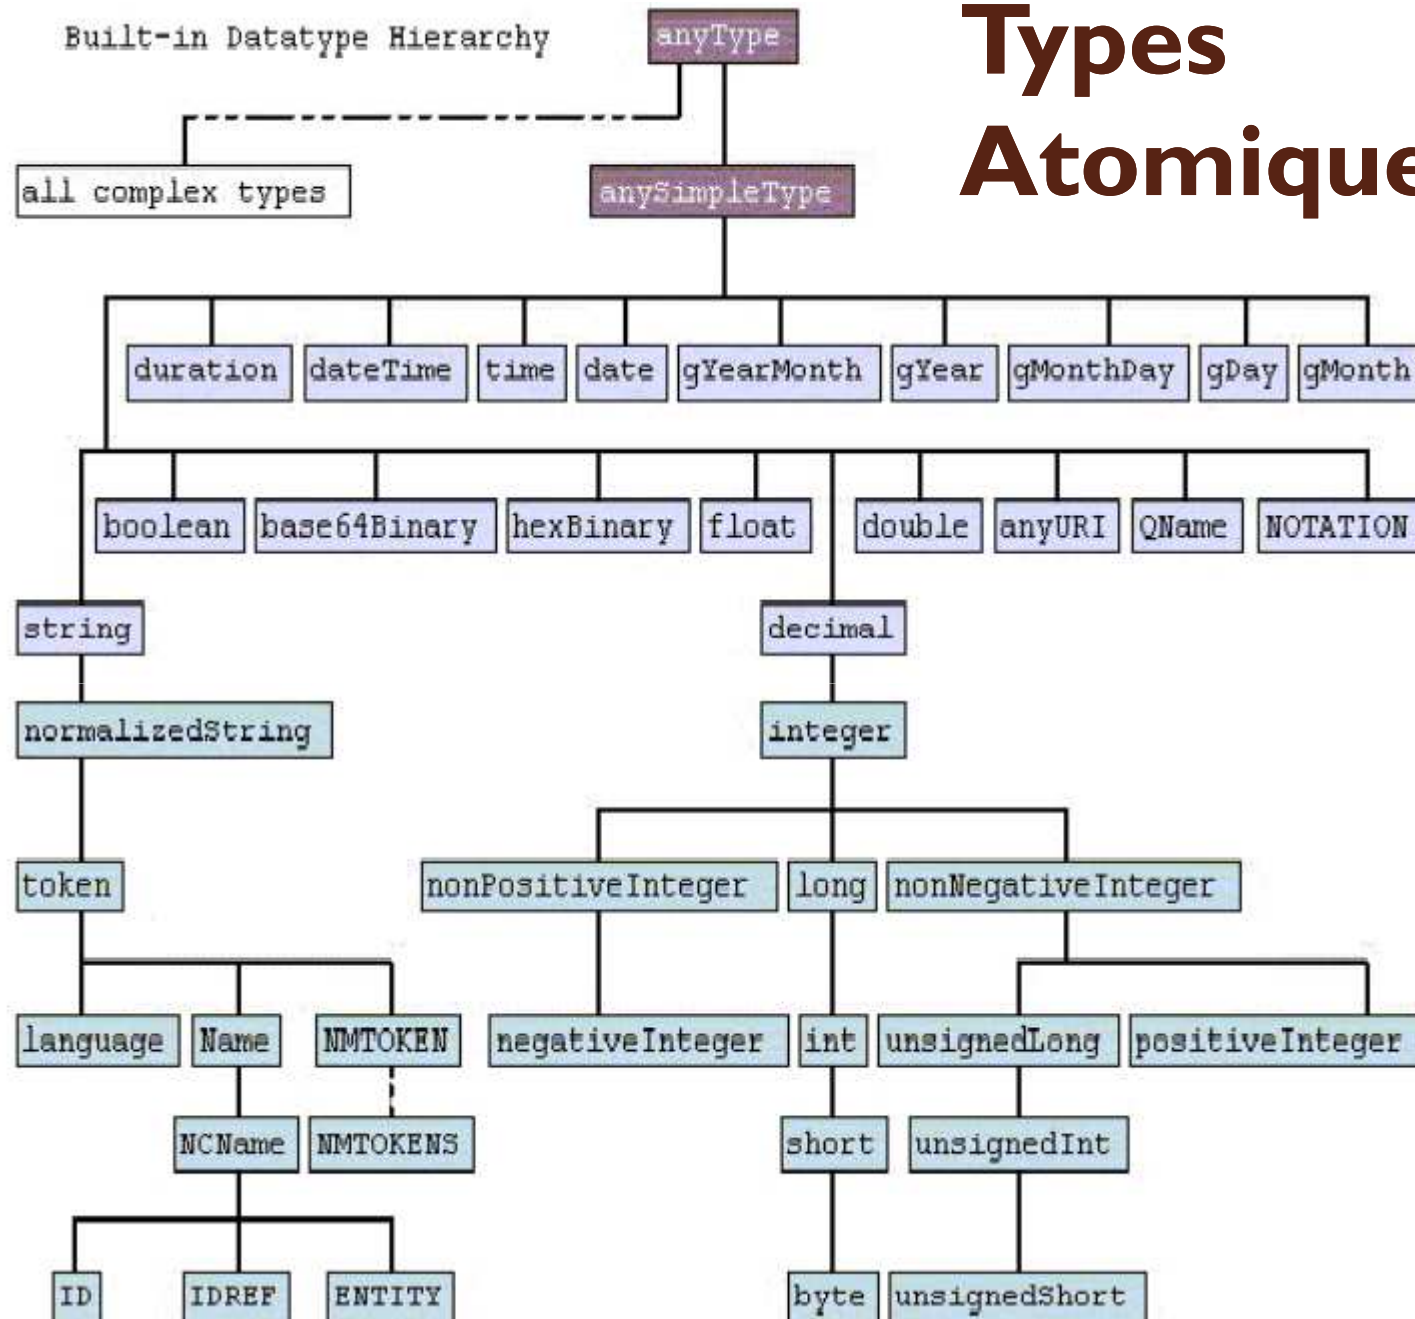 Built-in Datatype Hierarchy
anyType
Types
Atomique
all complex types
anySimpleType
duration
dateTime
time
date
gYearMonth
gYear
gMonthDay
gDay
gMonth
boolean
base64Binary
hexBinary
float
double
anyURI
QName
NOTATION
string
decimal
normalizedString
integer
token
nonPositiveInteger
long
nonNegativeInteger
language
Name
NMTOKEN
negativeInteger
int
unsignedLong
positiveInteger
NCName
NMTOKENS
short
unsignedInt
ID
IDREF
ENTITY
byte
unsignedShort